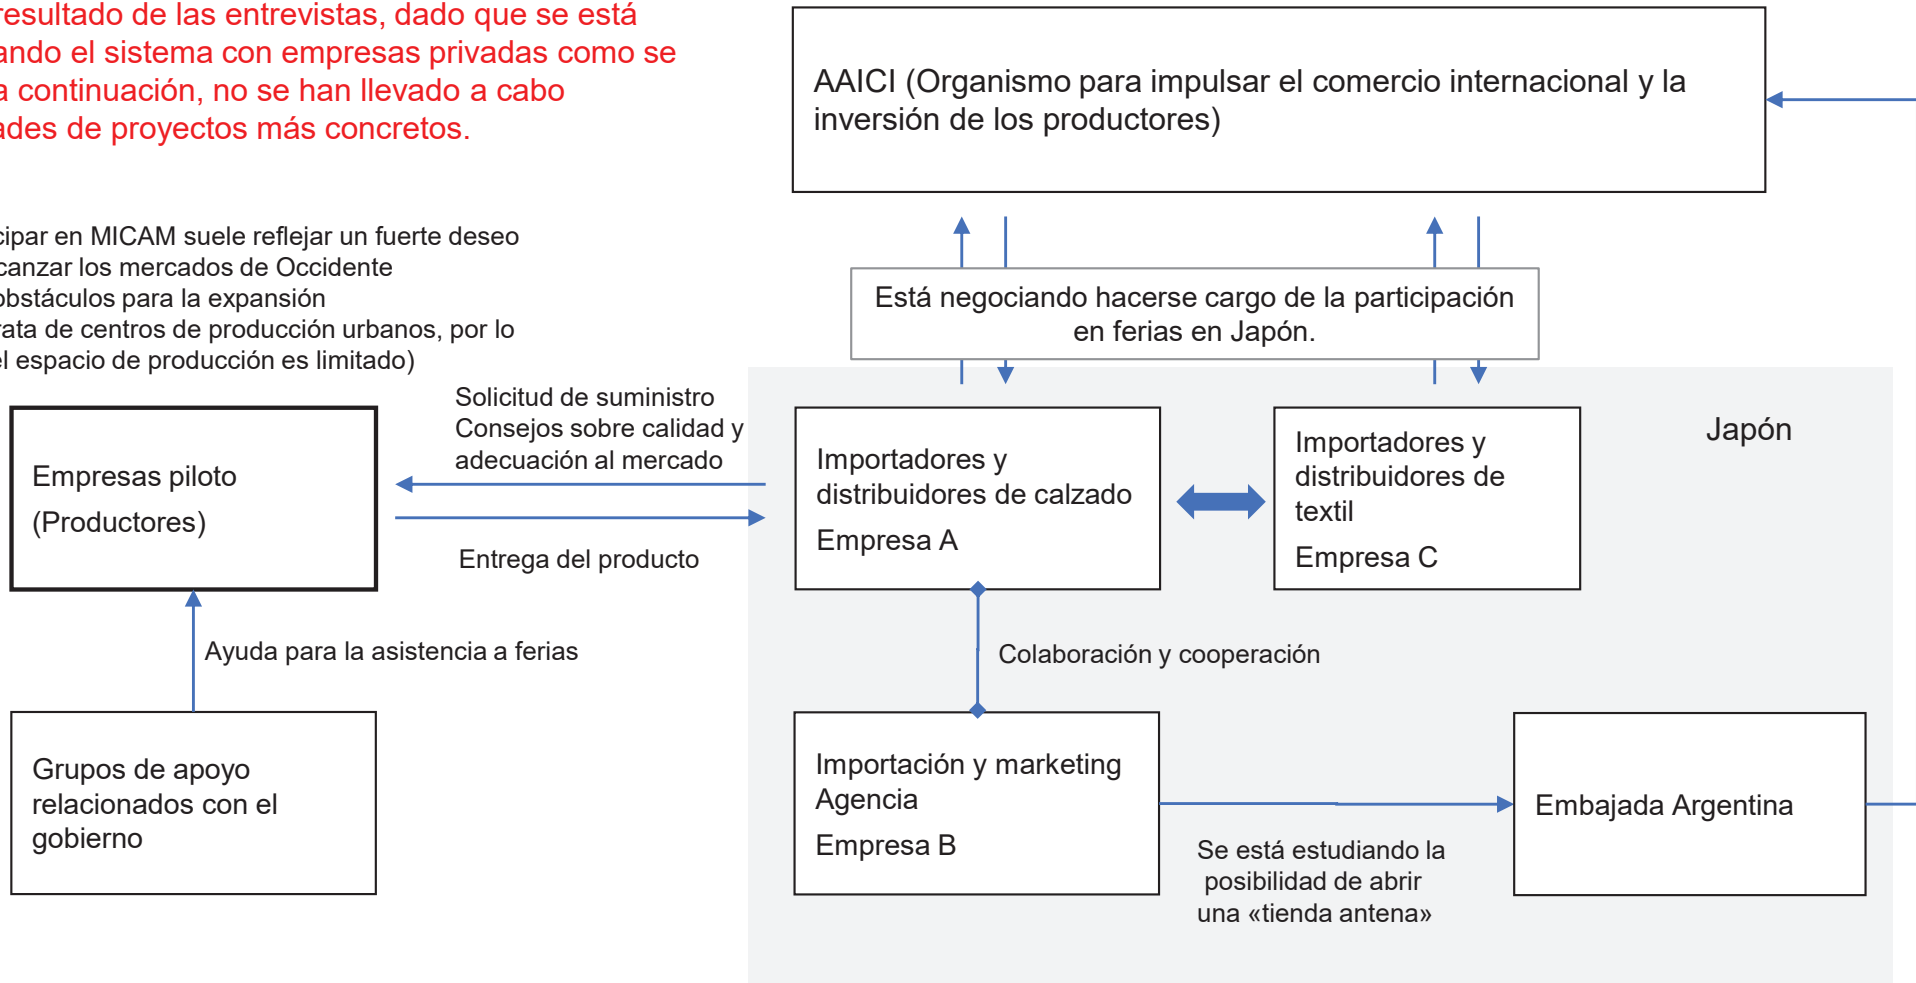 resultado de las entrevistas, dado que se está
ando el sistema con empresas privadas como se
a continuación, no se han llevado a cabo
ades de proyectos más concretos.
AAICI (Organismo para impulsar el comercio internacional y la
inversión de los productores)
cipar en MICAM suele reflejar un fuerte deseo
canzar los mercados de Occidente
obstáculos para la expansión
rata de centros de producción urbanos, por lo
el espacio de producción es limitado)
Está negociando hacerse cargo de la participación
en ferias en Japón.
Solicitud de suministro
Consejos sobre calidad y
adecuación al mercado
Japón
Empresas piloto
(Productores)
Importadores y
distribuidores de calzado
Empresa A
Importadores y
distribuidores de
textil
Empresa C
Entrega del producto
Ayuda para la asistencia a ferias
Colaboración y cooperación
Grupos de apoyo
relacionados con el
gobierno
Importación y marketing
Agencia
Empresa B
Embajada Argentina
Se está estudiando la
posibilidad de abrir
una «tienda antena»